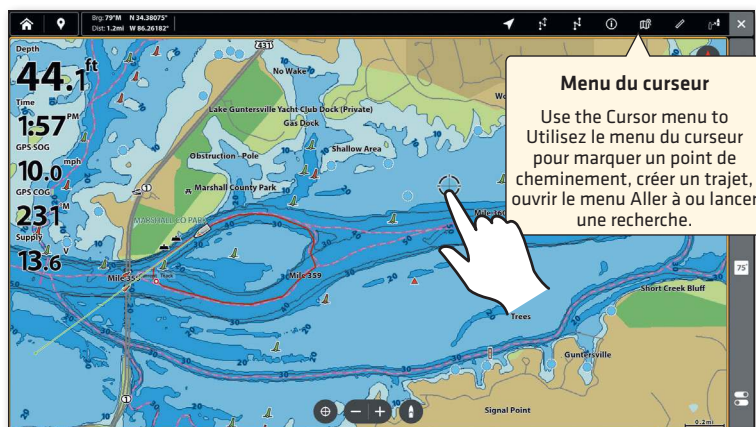 Brg: 79°M N 34.38075°
Dist: 1.2mi W 86.26182°
Depth
44.1 ft
Time
1:57 PM
GPS SOG
10.0 mph
GPS COG
231 M
Supply
13.6 V
Menu du curseur
Use the Cursor menu to
Utilisez le menu du curseur
pour marquer un point de
cheminement, créer un trajet,
ouvrir le menu Aller à ou lancer
une recherche.
No Wake
Lake Guntersville Yacht Club Dock (Private)
Gas Dock
Obstruction - Pole
Shallow Area
Marshall County Park
MARSHALL CO PARK
Mile 360
Mile 359
Current Track
75°
Short Creek Bluff
Trees
Guntersville
Signal Point
0.2mi